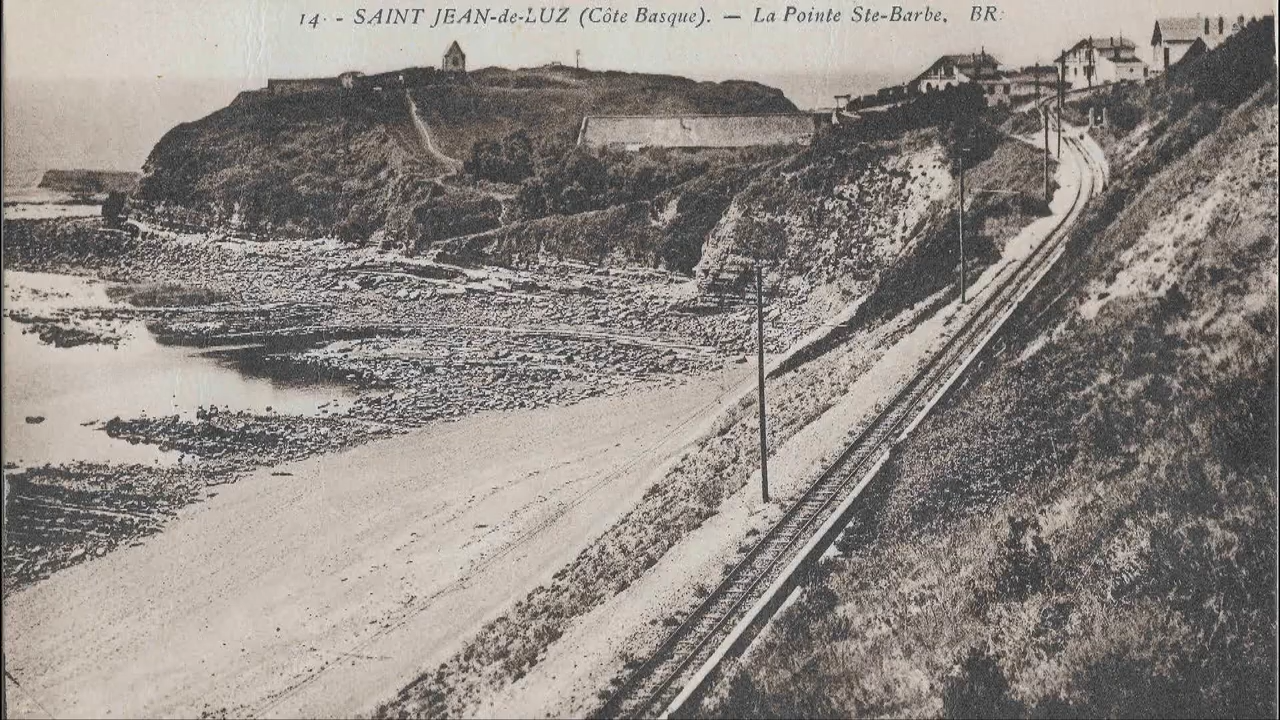 14 - SAINT JEAN-de-LUZ (Côte Basque). — La Pointe Ste-Barbe. BR